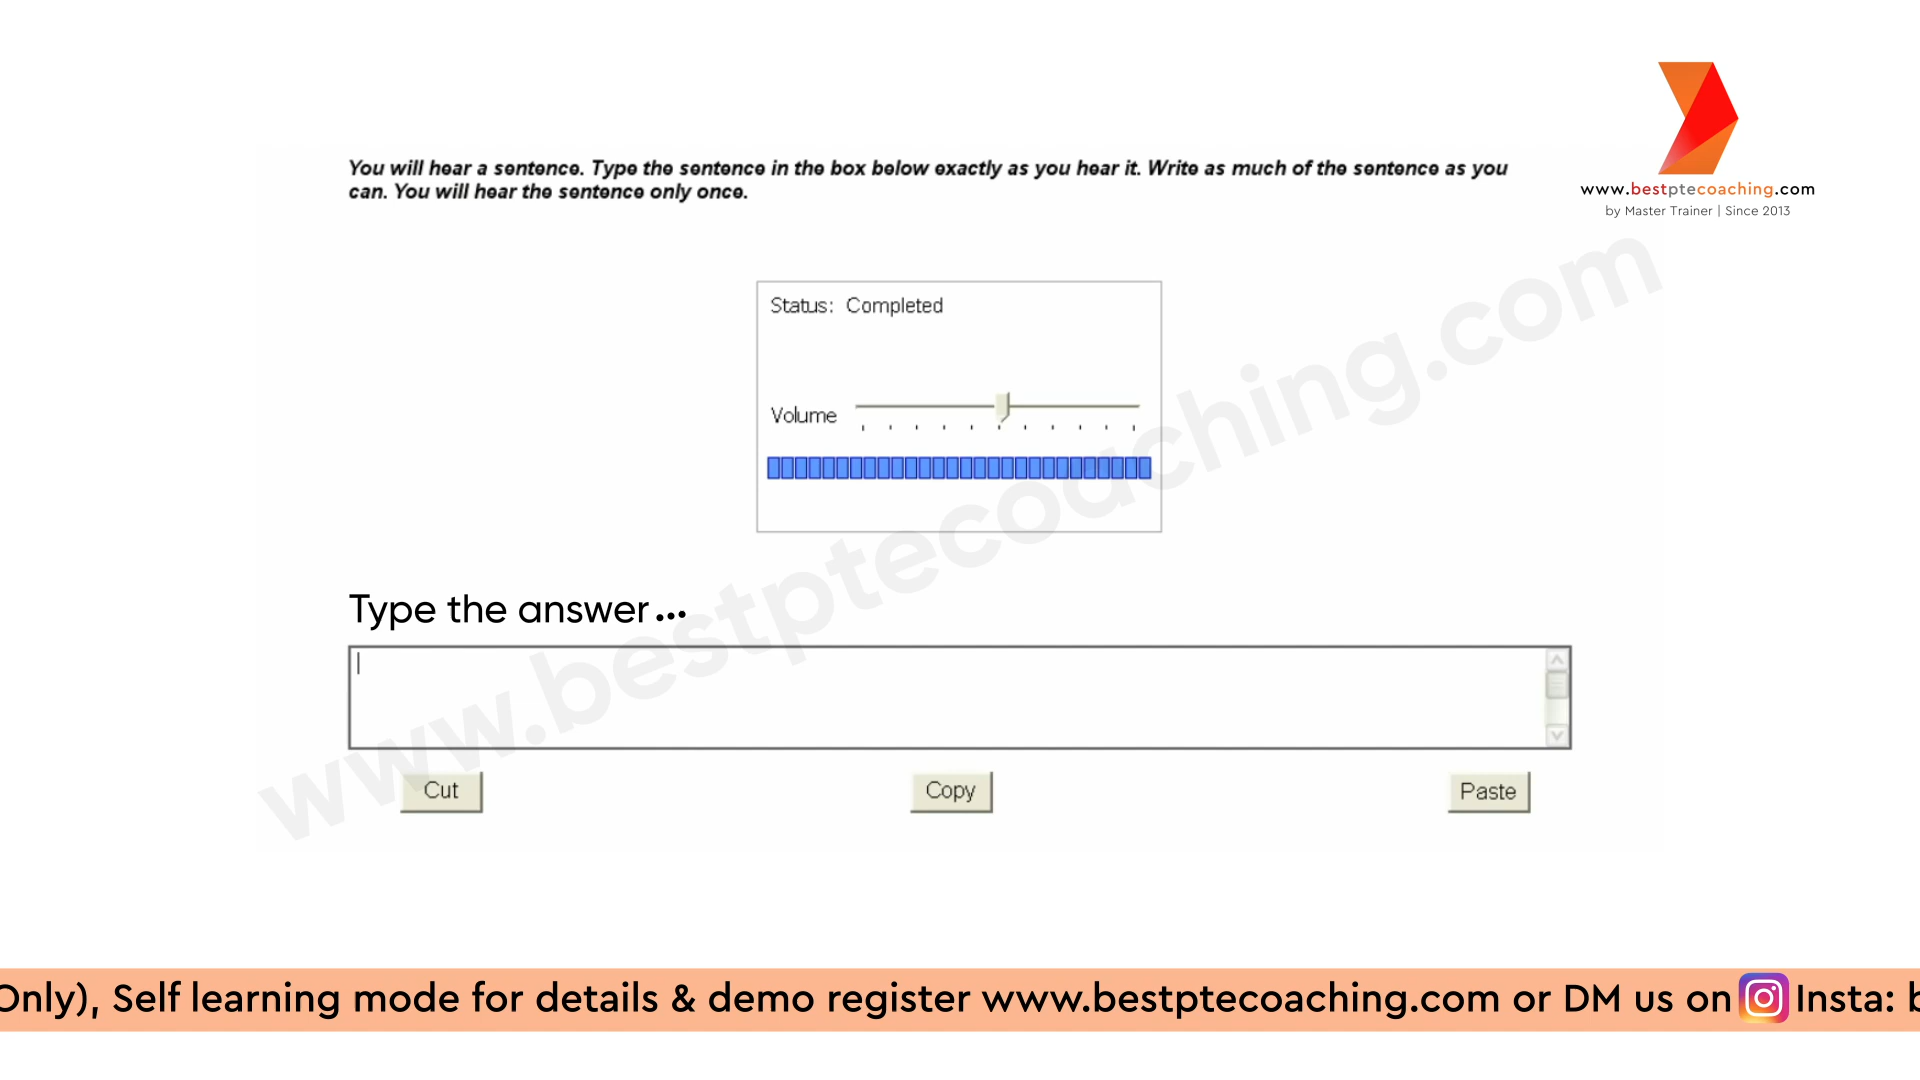 You will hear a sentence. Type the sentence in the box below exactly as you hear it. Write as much of the sentence as you
can. You will hear the sentence only once.
www.bestptecoaching.com
by Master Trainer | Since 2013
Status: Completed
Volume
www.bestptecoaching.com
Type the answer...
Cut
Copy
Paste
Only), Self learning mode for details & demo register www.bestptecoaching.com or DM us on Insta: b